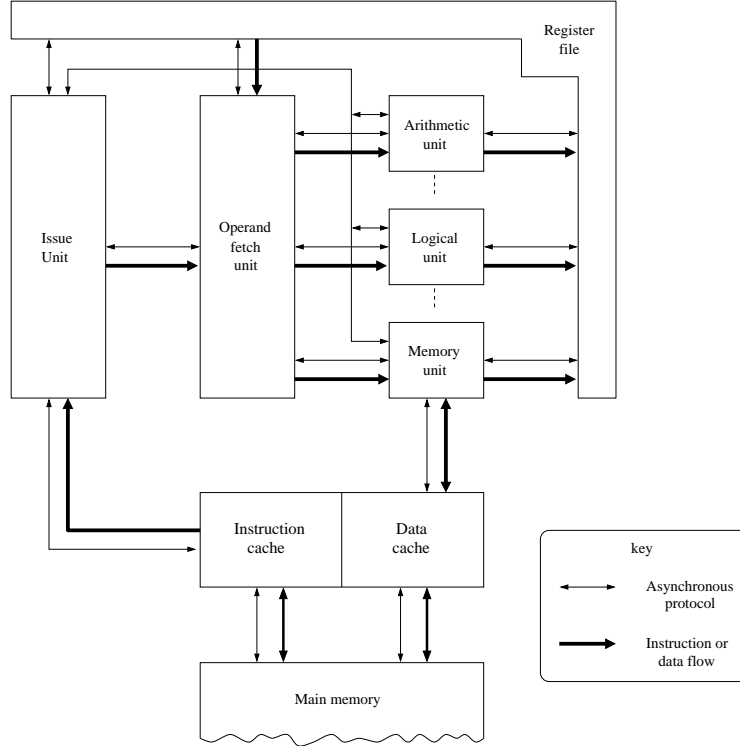 Register
file
Arithmetic
unit
Issue
Unit
Operand
fetch
unit
Logical
unit
Memory
unit
Instruction
cache
Data
cache
key
Asynchronous
protocol
Instruction or
data flow
Main memory